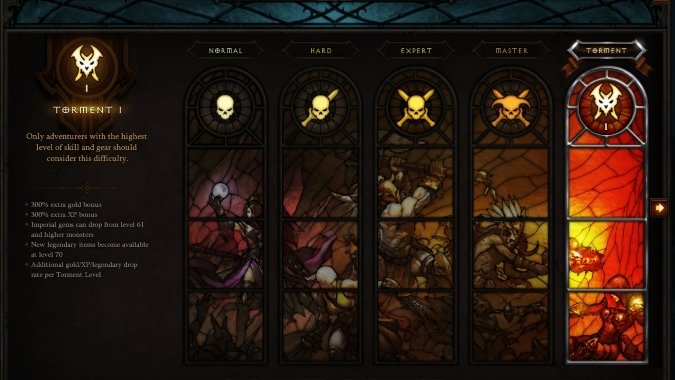 NORMAL
HARD
EXPERT
MASTER
TORMENT
I
I
TORMENT I
Only adventurers with the highest
level of skill and gear should
consider this difficulty.
300% extra gold bonus
300% extra XP bonus
Imperial gems can drop from level 61
and higher monsters
New legendary items become available
at level 70
Additional gold/XP/legendary drop
rate per Torment Level